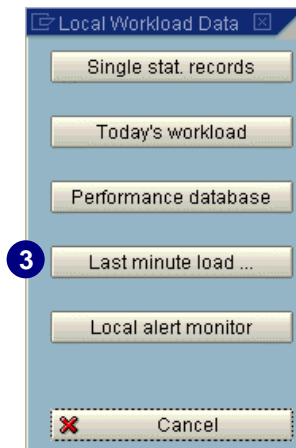 Local Workload Data
Single stat. records
Today's workload
Performance database
3 Last minute load ...
Local alert monitor
Cancel